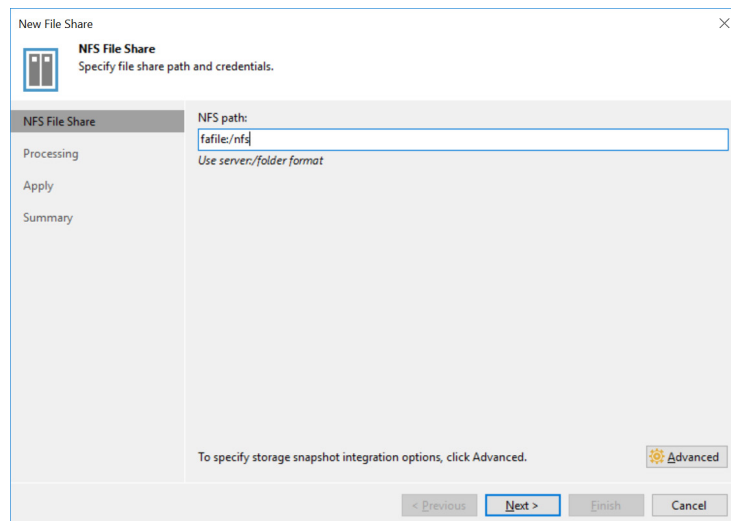 New File Share
NFS File Share
Specify file share path and credentials.
NFS File Share
Processing
Apply
Summary
NFS path:
fafile:/nfs
Use server:/folder format
To specify storage snapshot integration options, click Advanced.
Advanced
< Previous
Next >
Finish
Cancel